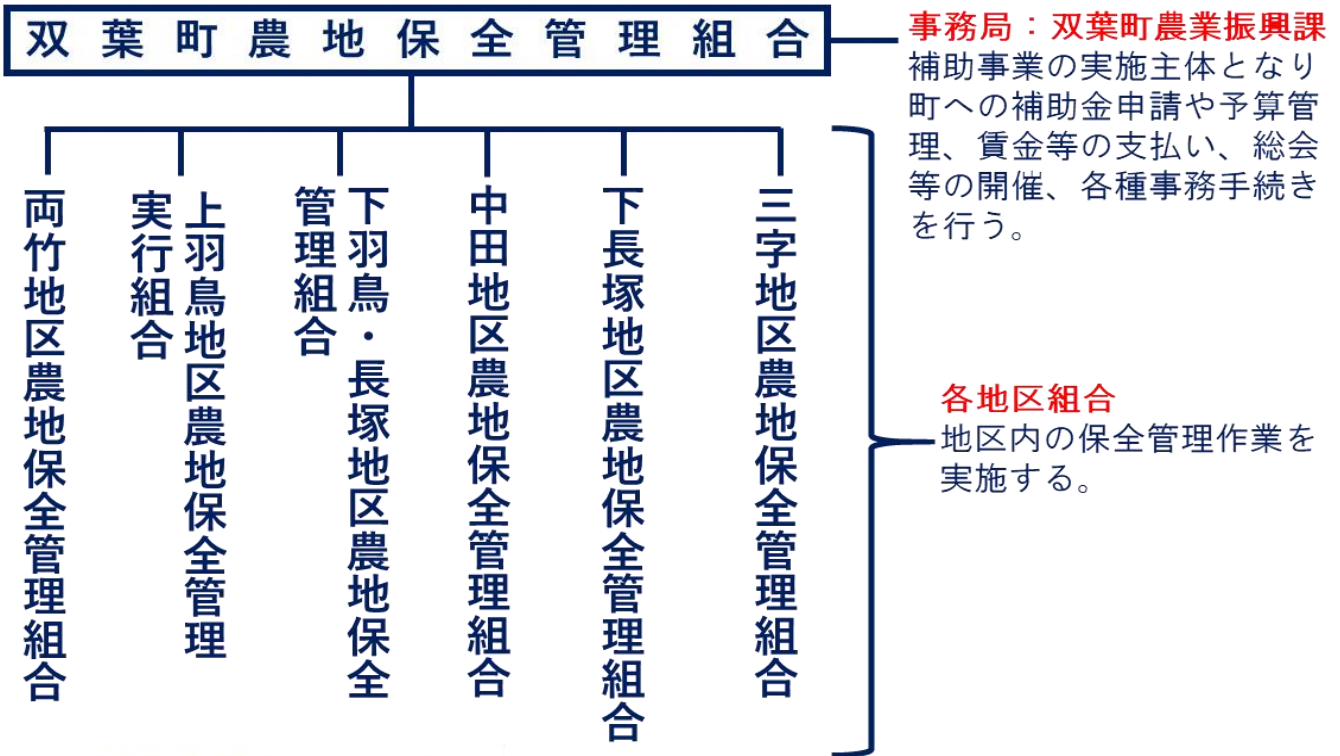 双葉町農地保全管理組合
事務局：双葉町農業振興課
補助事業の実施主体となり
町への補助金申請や予算管
理、賃金等の支払い、総会
等の開催、各種事務手続き
を行う。
両竹地区農地保全管理組合
上羽鳥地区農地保全管理
実行組合
下羽鳥・長塚地区農地保全
管理組合
中田地区農地保全管理組合
下長塚地区農地保全管理組合
三字地区農地保全管理組合
各地区組合
地区内の保全管理作業を
実施する。